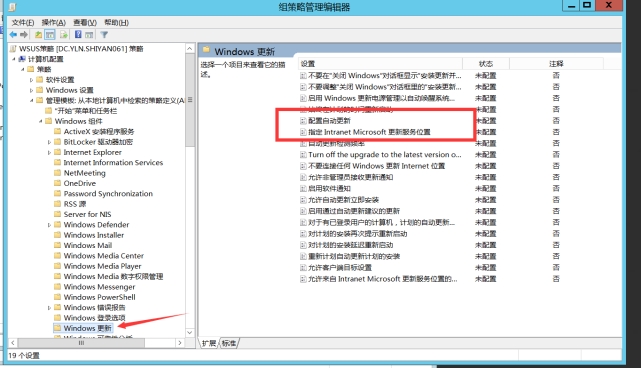 组策略管理编辑器
文件(F) 操作(A) 查看(V) 帮助(H)
WSUS策略 [DC.YLN.SHIYAN061] 策略
计算机配置
策略
软件设置
Windows 设置
管理模板: 从本地计算机中检索的策略定义(A
"开始"菜单和任务栏
Windows 组件
ActiveX 安装程序服务
BitLocker 驱动器加密
Internet Explorer
Internet Information Services
NetMeeting
OneDrive
Password Synchronization
RSS 源
Server for NIS
Windows Defender
Windows Installer
Windows Mail
Windows Media Center
Windows Media Player
Windows Media 数字权限管理
Windows Messenger
Windows PowerShell
Windows 错误报告
Windows 登录选项
Windows 更新
Windows 更新
选择一个项目来查看它的描述。
设置 状态 注释
不要在"关闭 Windows"对话框显示"安装更新并... 未配置 否
不要调整"关闭 Windows"对话框里的"安装更新... 未配置 否
启用 Windows 更新电源管理以自动唤醒系统... 未配置 否
未配置 否
配置自动更新 未配置 否
指定 Intranet Microsoft 更新服务位置 未配置 否
自动更新检测频率 未配置 否
Turn off the upgrade to the latest version o... 未配置 否
不要连接任何 Windows 更新 Internet 位置 未配置 否
允许非管理员接收更新通知 未配置 否
启用软件通知 未配置 否
允许自动更新立即安装 未配置 否
启用通过自动更新建议的更新 未配置 否
对于有已登录用户的计算机，计划的自动更新... 未配置 否
对计划的安装再次提示重新启动 未配置 否
对计划的安装延迟重新启动 未配置 否
重新计划自动更新计划的安装 未配置 否
允许客户端目标设置 未配置 否
允许来自 Intranet Microsoft 更新服务位置的... 未配置 否
扩展 标准
19 个设置